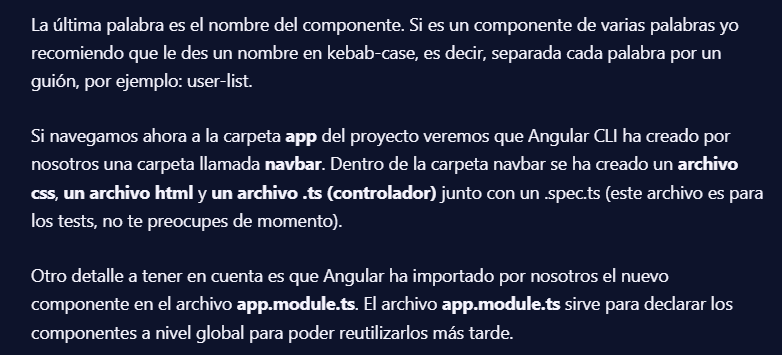 La última palabra es el nombre del componente. Si es un componente de varias palabras yo
recomiendo que le des un nombre en kebab-case, es decir, separada cada palabra por un
guión, por ejemplo: user-list.
Si navegamos ahora a la carpeta app del proyecto veremos que Angular CLI ha creado por
nosotros una carpeta llamada navbar. Dentro de la carpeta navbar se ha creado un archivo
css, un archivo html y un archivo .ts (controlador) junto con un .spec.ts (este archivo es para
los tests, no te preocupes de momento).
Otro detalle a tener en cuenta es que Angular ha importado por nosotros el nuevo
componente en el archivo app.module.ts. El archivo app.module.ts sirve para declarar los
componentes a nivel global para poder reutilizarlos más tarde.